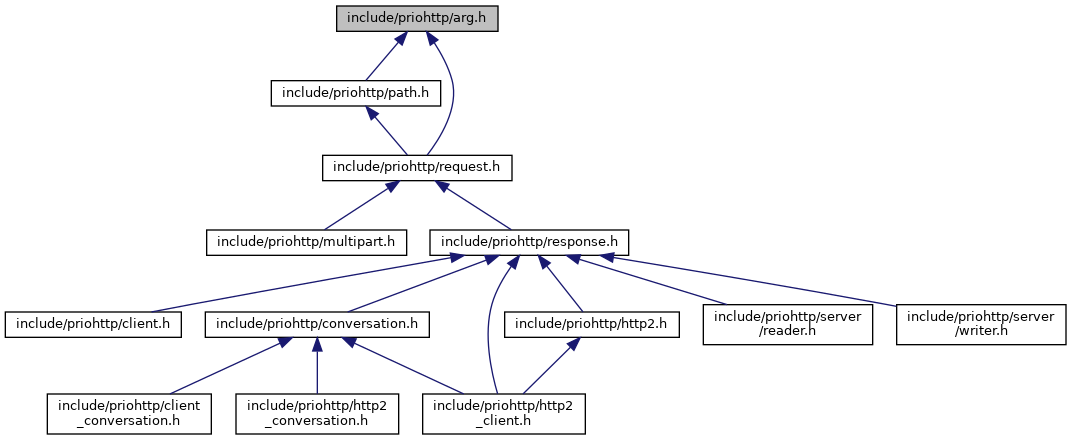 include/priohttp/arg.h
include/priohttp/path.h
include/priohttp/request.h
include/priohttp/multipart.h
include/priohttp/response.h
include/priohttp/client.h
include/priohttp/conversation.h
include/priohttp/http2.h
include/priohttp/server
/reader.h
include/priohttp/server
/writer.h
include/priohttp/client
_conversation.h
include/priohttp/http2
_conversation.h
include/priohttp/http2
_client.h